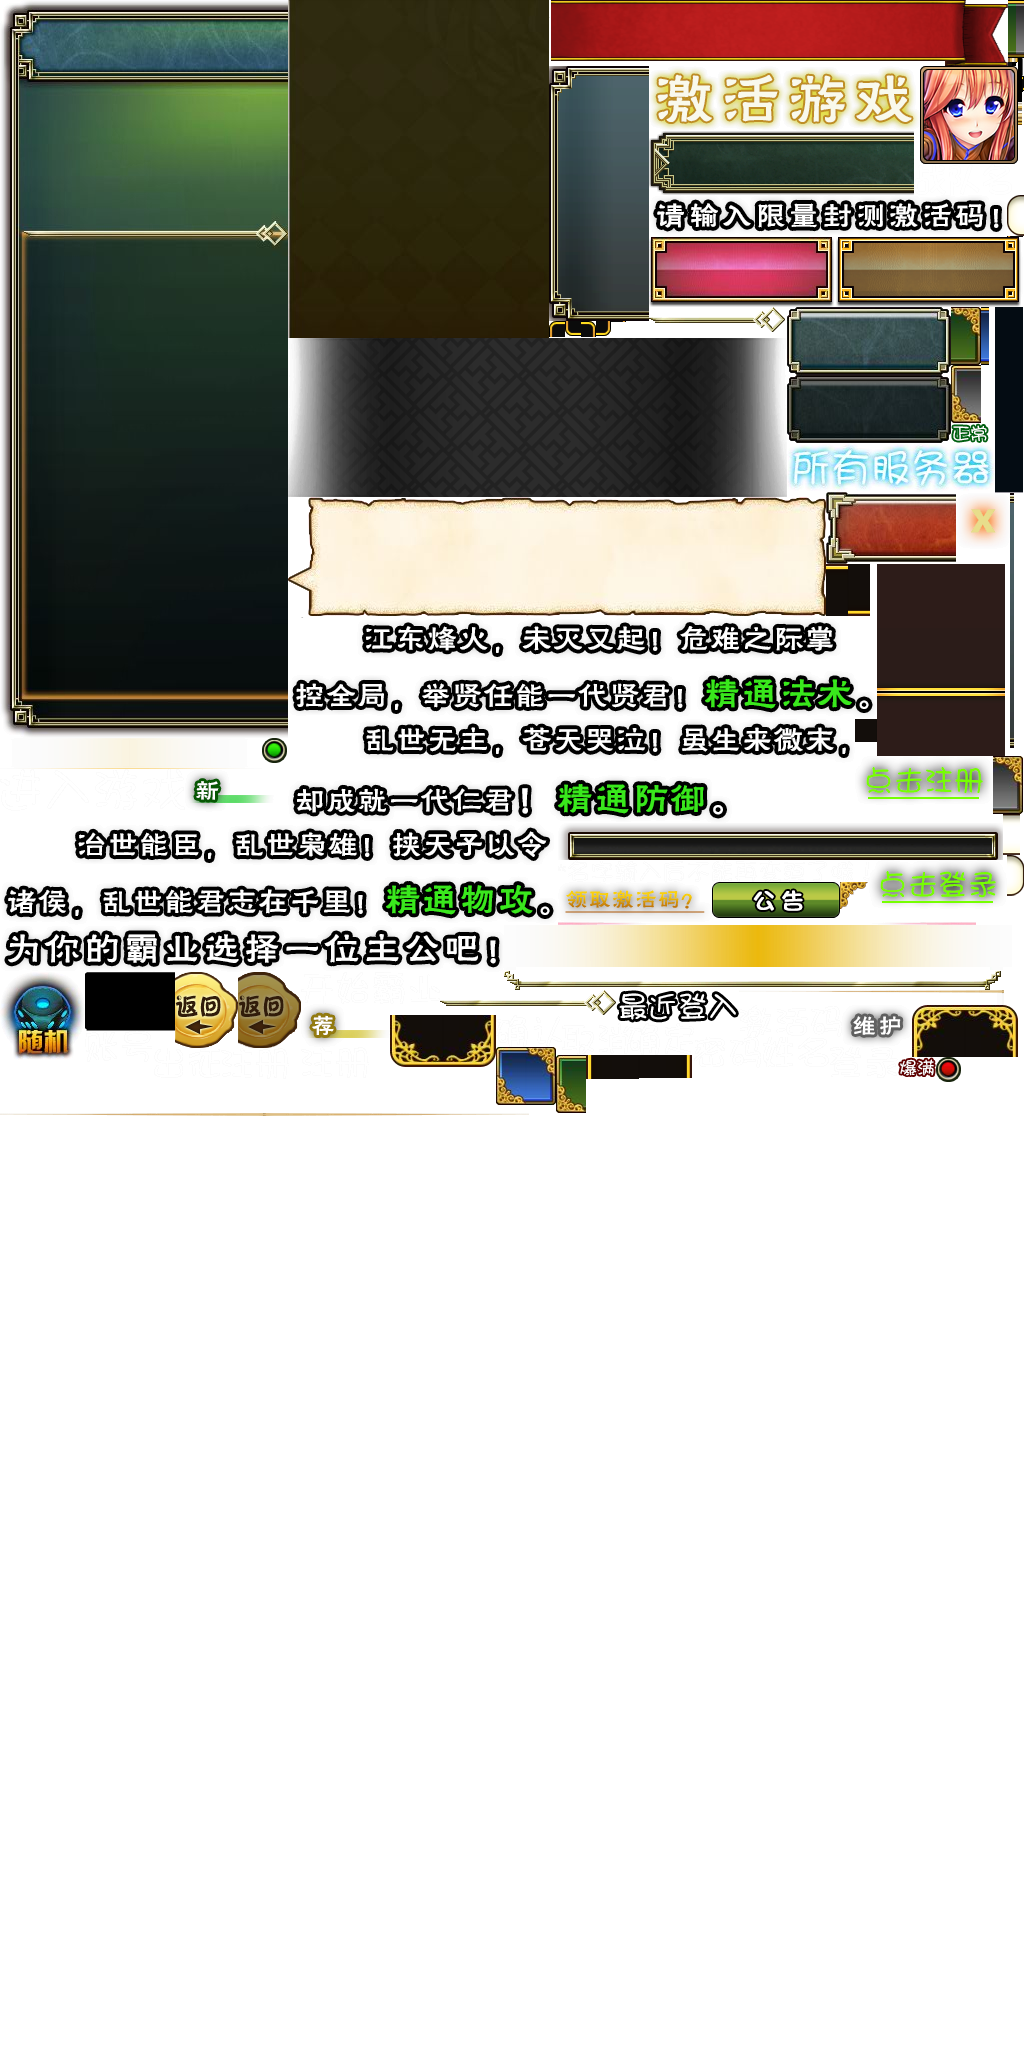 激活游戏
请输入限量封测激活码!
正常
所有服务器
X
江东烽火，未灭又起！危难之际掌
控全局，举贤任能一代贤君！精通法术。
乱世无主，苍天哭泣！虽生来微末，
点击注册
新
却成就一代仁君！精通防御。
治世能臣，乱世枭雄！挟天子以令
点击登录
诸侯，乱世能君志在千里！精通物攻。
领取激活码?
公告
为你的霸业选择一位主公吧!
返回
返回
最近登入
荐
维护
随机
爆满